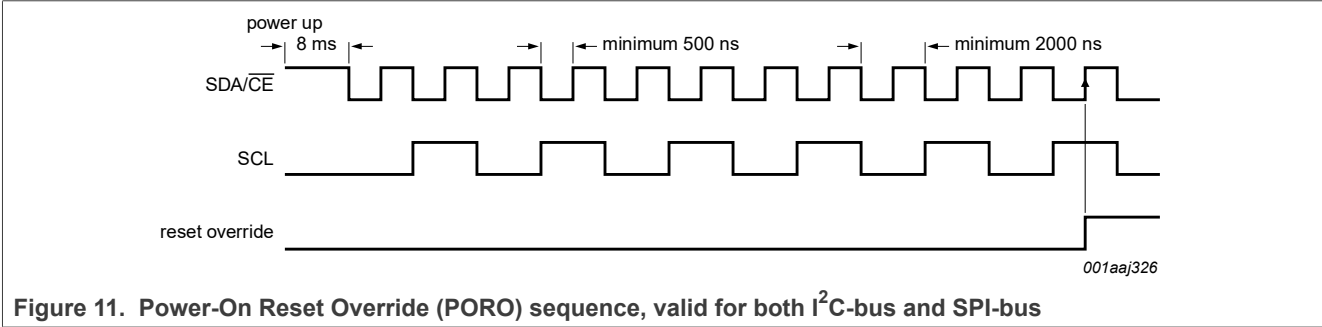 power up
8 ms
minimum 500 ns
minimum 2000 ns
SDA/C̅E̅
SCL
reset override
001aaj326
Figure 11. Power-On Reset Override (PORO) sequence, valid for both I²C-bus and SPI-bus